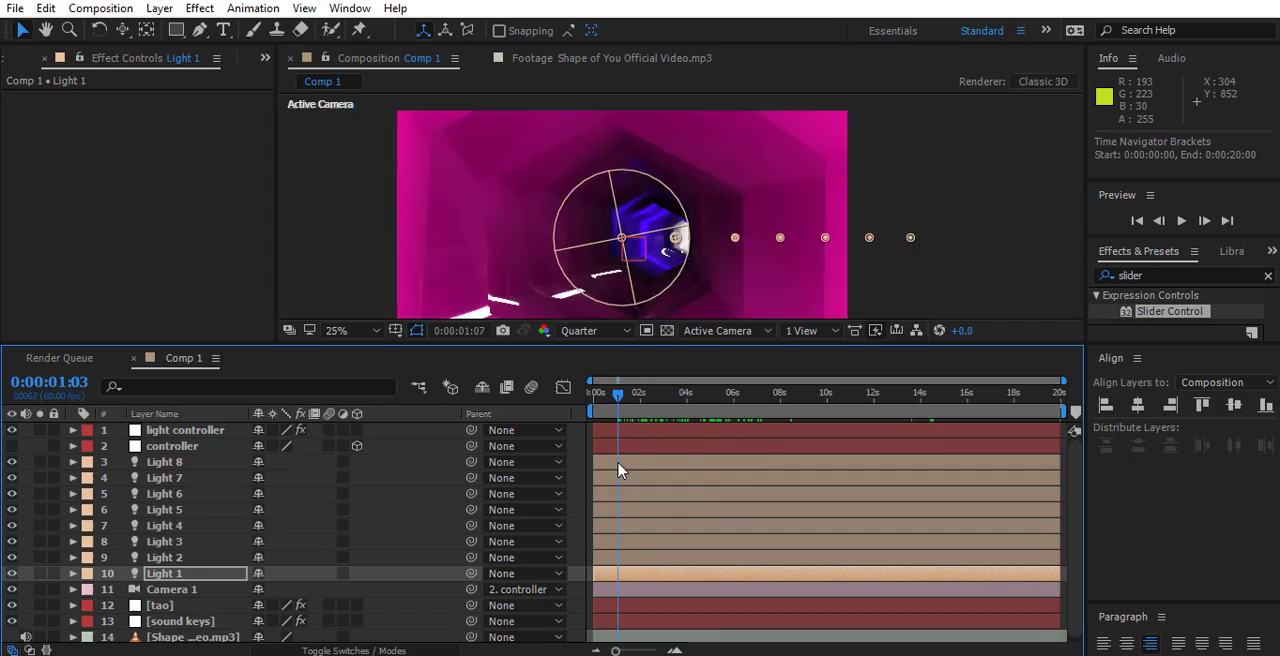 File Edit Composition Layer Effect Animation View Window Help
Snapping Essentials Standard Search Help
Effect Controls Light 1
Composition Comp 1
Footage Shape of You Official Video.mp3
Info Audio
Comp 1 • Light 1
Comp 1
Renderer: Classic 3D
R : 193
G : 223
B : 30
A : 255
X : 304
Y : 852
Active Camera
Time Navigator Brackets
Start: 0:00:00:00, End: 0:00:20:00
Preview
Effects & Presets Libra
slider
Expression Controls
32 Slider Control
25% 0:00:01:07 Quarter Active Camera 1 View +0.0
Render Queue Comp 1
Align
0:00:01:03
00063 (60.00 fps)
Align Layers to: Composition
:00s 02s 04s 06s 08s 10s 12s 14s 16s 18s 20s
# Layer Name fx Parent
Distribute Layers:
1 light controller fx None
2 controller None
3 Light 8 None
4 Light 7 None
5 Light 6 None
6 Light 5 None
7 Light 4 None
8 Light 3 None
9 Light 2 None
10 Light 1 None
11 Camera 1 2. controller
12 [tao] fx None
13 [sound keys] fx None
14 [Shape ...eo.mp3] None
Paragraph
Toggle Switches / Modes